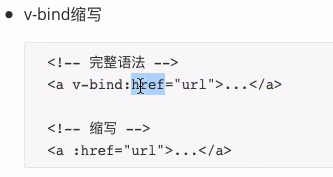 v-bind缩写
<!-- 完整语法 -->
<a v-bind:href="url">...</a>
<!-- 缩写 -->
<a :href="url">...</a>